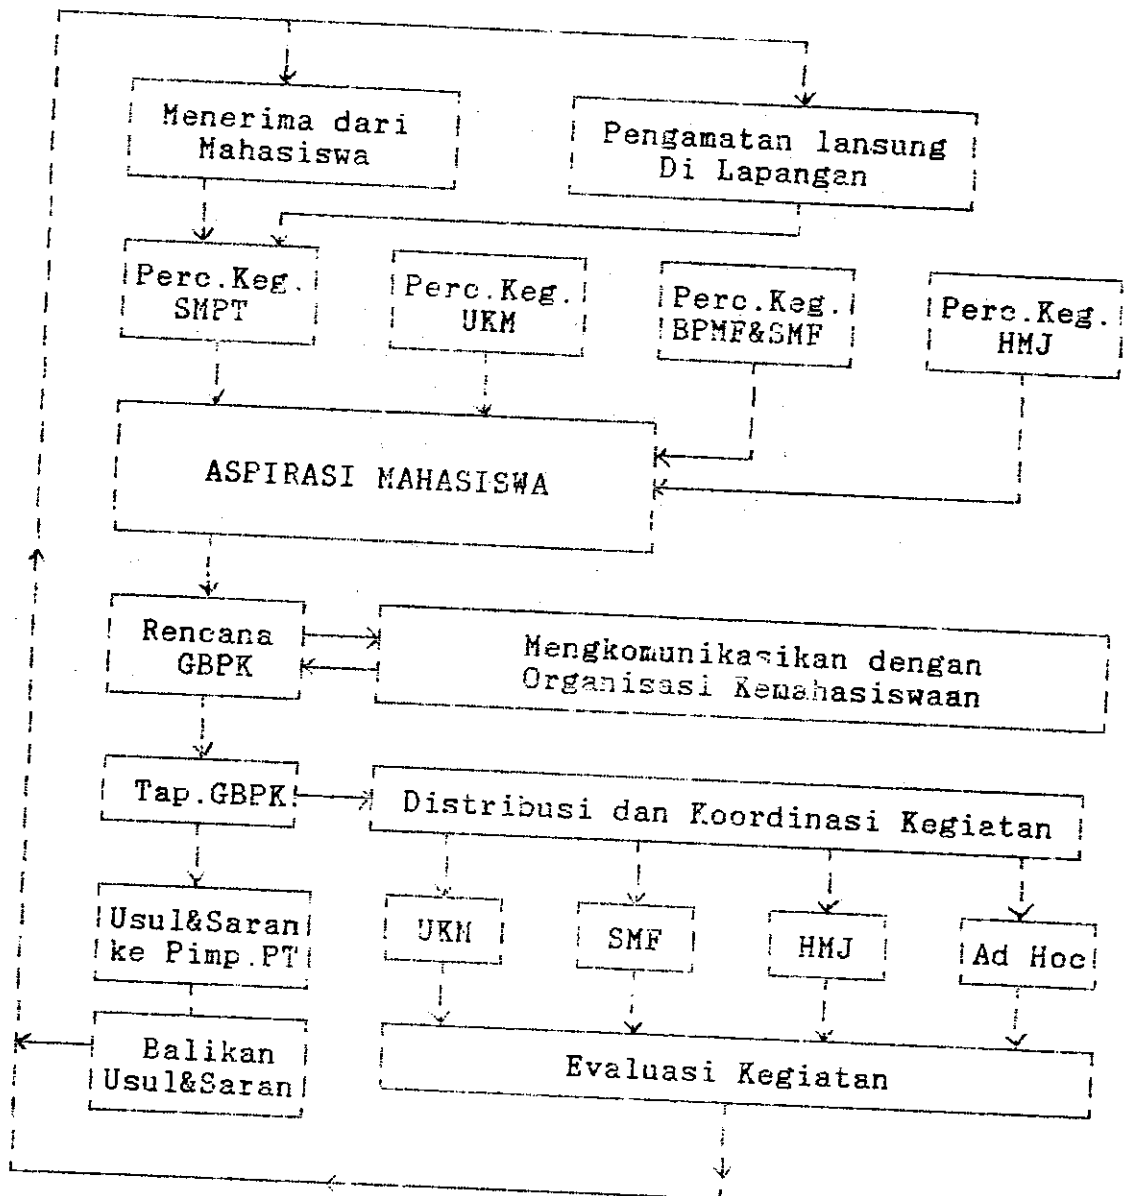 Menerima dari
Mahasiswa
Pengamatan lansung
Di Lapangan
Perc.Keg.
SMPT
Perc.Keg.
UKM
Perc.Keg.
BPMF&SMF
Perc.Keg.
HMJ
ASPIRASI MAHASISWA
Rencana
GBPK
Mengkomunikasikan dengan
Organisasi Kemahasiswaan
Tap.GBPK
Distribusi dan Koordinasi Kegiatan
Usul&Saran
ke Pimp.PT
UKM
SMF
HMJ
Ad Hoc
Balikan
Usul&Saran
Evaluasi Kegiatan